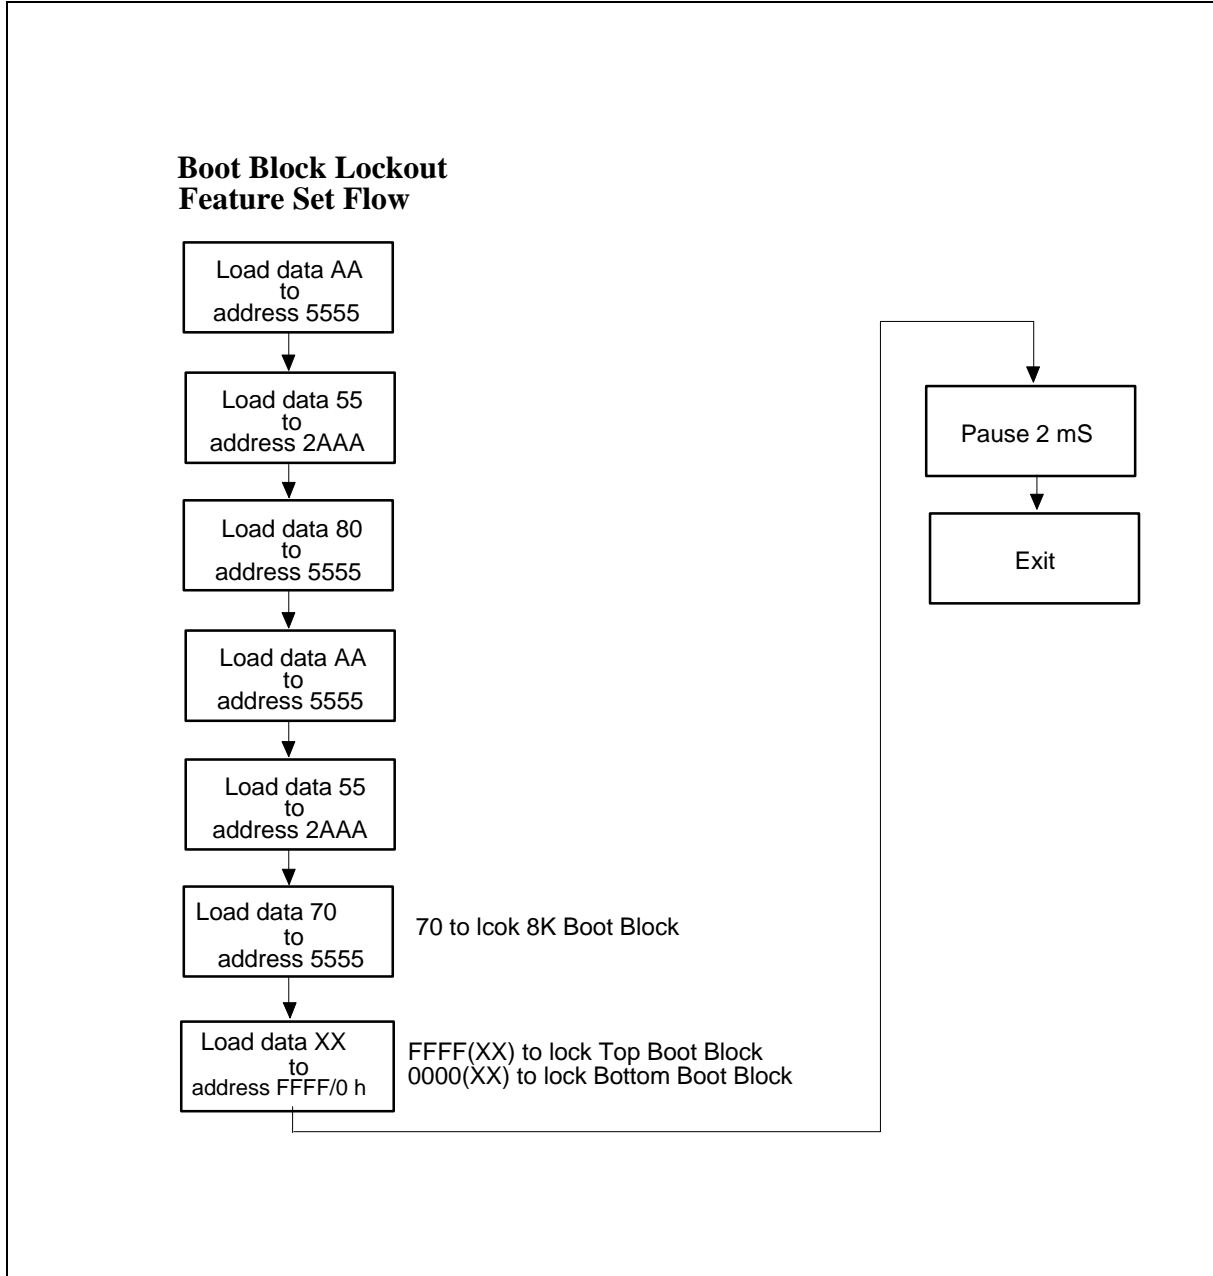 Boot Block Lockout
Feature Set Flow
Load data AA
to
address 5555
Load data 55
to
address 2AAA
Load data 80
to
address 5555
Load data AA
to
address 5555
Load data 55
to
address 2AAA
Load data 70
to
address 5555
70 to lcok 8K Boot Block
Load data XX
to
address FFFF/0 h
FFFF(XX) to lock Top Boot Block
0000(XX) to lock Bottom Boot Block
Pause 2 mS
Exit